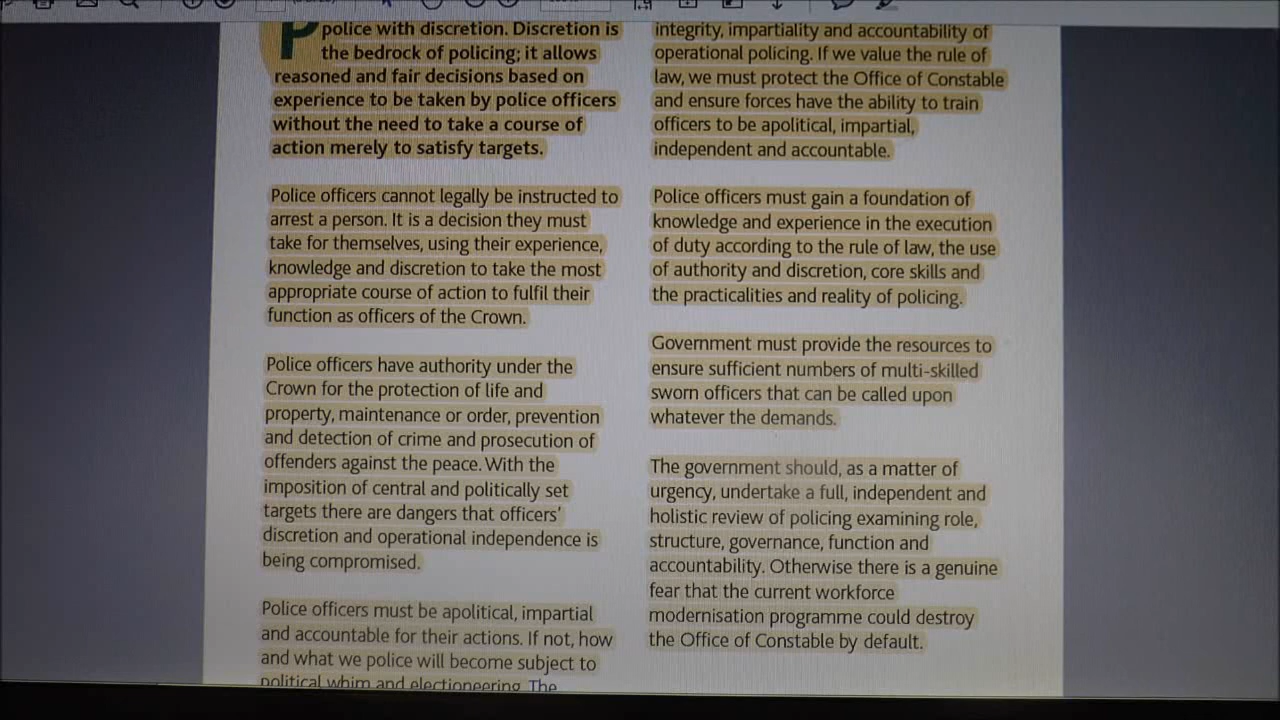 P
police with discretion. Discretion is
the bedrock of policing; it allows
reasoned and fair decisions based on
experience to be taken by police officers
without the need to take a course of
action merely to satisfy targets.
Police officers cannot legally be instructed to
arrest a person. It is a decision they must
take for themselves, using their experience,
knowledge and discretion to take the most
appropriate course of action to fulfil their
function as officers of the Crown.
Police officers have authority under the
Crown for the protection of life and
property, maintenance or order, prevention
and detection of crime and prosecution of
offenders against the peace. With the
imposition of central and politically set
targets there are dangers that officers'
discretion and operational independence is
being compromised.
Police officers must be apolitical, impartial
and accountable for their actions. If not, how
and what we police will become subject to
political whim and electioneering The
integrity, impartiality and accountability of
operational policing. If we value the rule of
law, we must protect the Office of Constable
and ensure forces have the ability to train
officers to be apolitical, impartial,
independent and accountable.
Police officers must gain a foundation of
knowledge and experience in the execution
of duty according to the rule of law, the use
of authority and discretion, core skills and
the practicalities and reality of policing.
Government must provide the resources to
ensure sufficient numbers of multi-skilled
sworn officers that can be called upon
whatever the demands.
The government should, as a matter of
urgency, undertake a full, independent and
holistic review of policing examining role,
structure, governance, function and
accountability. Otherwise there is a genuine
fear that the current workforce
modernisation programme could destroy
the Office of Constable by default.